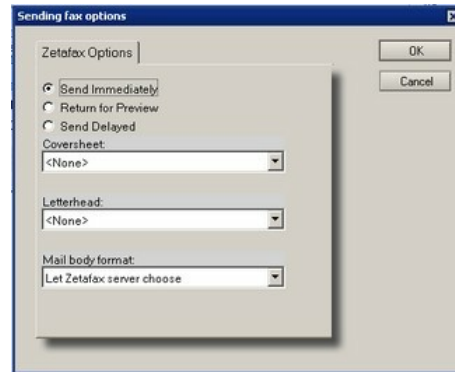 Sending fax options
Zetafax Options
OK
Cancel
Send Immediately
Return for Preview
Send Delayed
Coversheet:
<None>
Letterhead:
<None>
Mail body format:
Let Zetafax server choose